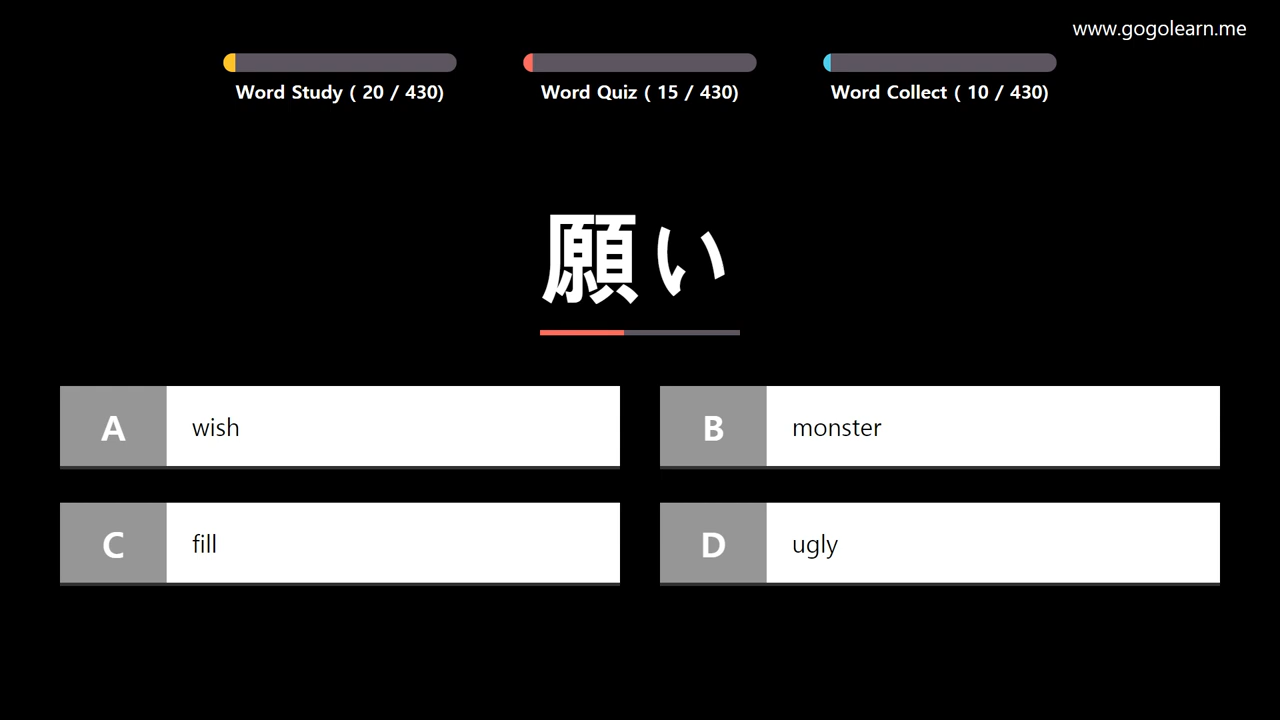 www.gogolearn.me
Word Study ( 20 / 430)
Word Quiz ( 15 / 430)
Word Collect ( 10 / 430)
願い
A wish
B monster
C fill
D ugly